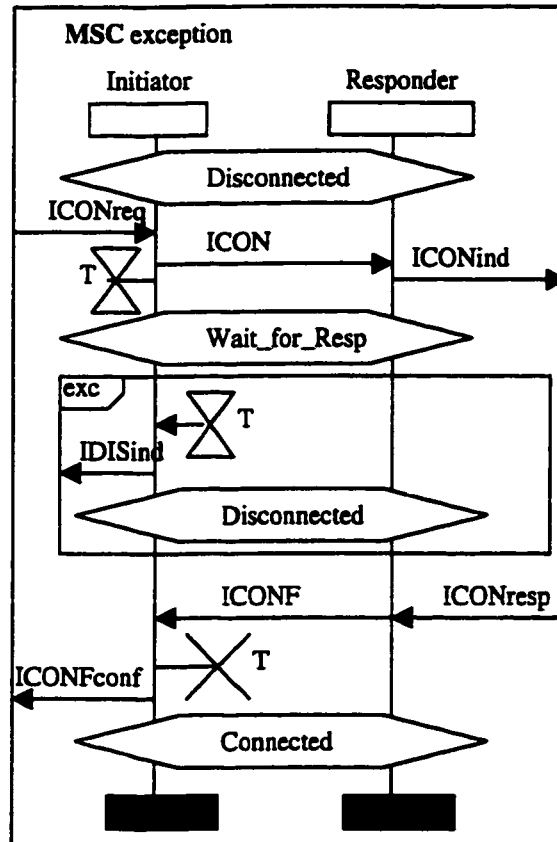 MSC exception
Initiator
Responder
Disconnected
ICONreq
ICON
ICONind
T
Wait_for_Resp
exc
T
IDISind
Disconnected
ICONF
ICONresp
T
ICONFconf
Connected